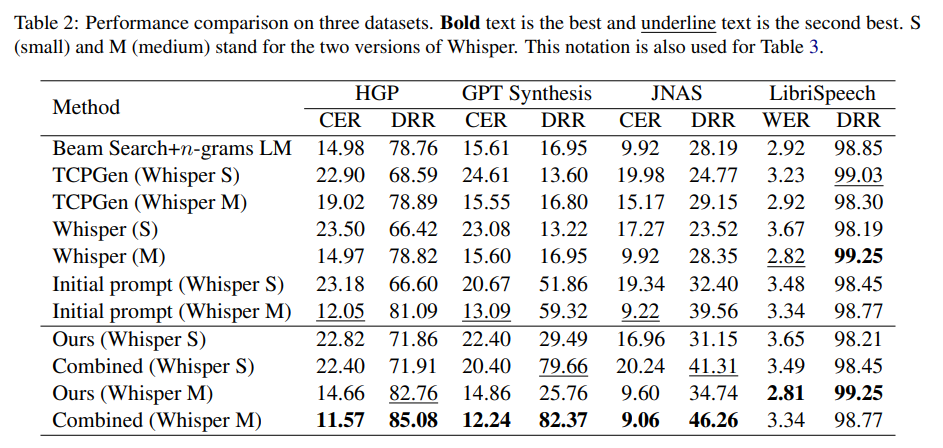 Table 2: Performance comparison on three datasets. Bold text is the best and underline text is the second best. S
(small) and M (medium) stand for the two versions of Whisper. This notation is also used for Table 3.
Method HGP GPT Synthesis JNAS LibriSpeech
CER DRR CER DRR CER DRR WER DRR
Beam Search+n-grams LM 14.98 78.76 15.61 16.95 9.92 28.19 2.92 98.85
TCPGen (Whisper S) 22.90 68.59 24.61 13.60 19.98 24.77 3.23 99.03
TCPGen (Whisper M) 19.02 78.89 15.55 16.80 15.17 29.15 2.92 98.30
Whisper (S) 23.50 66.42 23.08 13.22 17.27 23.52 3.67 98.19
Whisper (M) 14.97 78.82 15.60 16.95 9.92 28.35 2.82 99.25
Initial prompt (Whisper S) 23.18 66.60 20.67 51.86 19.34 32.40 3.48 98.45
Initial prompt (Whisper M) 12.05 81.09 13.09 59.32 9.22 39.56 3.34 98.77
Ours (Whisper S) 22.82 71.86 22.40 29.49 16.96 31.15 3.65 98.21
Combined (Whisper S) 22.40 71.91 20.40 79.66 20.24 41.31 3.49 98.45
Ours (Whisper M) 14.66 82.76 14.86 25.76 9.60 34.74 2.81 99.25
Combined (Whisper M) 11.57 85.08 12.24 82.37 9.06 46.26 3.34 98.77